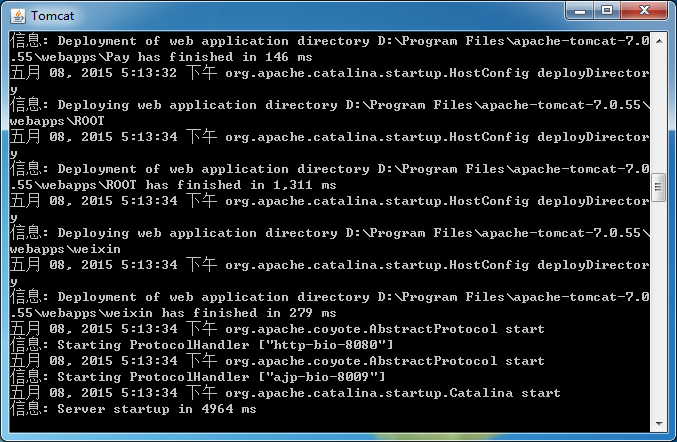 Tomcat
信息: Deployment of web application directory D:\Program Files\apache-tomcat-7.0
.55\webapps\Pay has finished in 146 ms
五月 08, 2015 5:13:32 下午 org.apache.catalina.startup.HostConfig deployDirector
y
信息: Deploying web application directory D:\Program Files\apache-tomcat-7.0.55\
webapps\ROOT
五月 08, 2015 5:13:34 下午 org.apache.catalina.startup.HostConfig deployDirector
y
信息: Deployment of web application directory D:\Program Files\apache-tomcat-7.0
.55\webapps\ROOT has finished in 1,311 ms
五月 08, 2015 5:13:34 下午 org.apache.catalina.startup.HostConfig deployDirector
y
信息: Deploying web application directory D:\Program Files\apache-tomcat-7.0.55\
webapps\weixin
五月 08, 2015 5:13:34 下午 org.apache.catalina.startup.HostConfig deployDirector
y
信息: Deployment of web application directory D:\Program Files\apache-tomcat-7.0
.55\webapps\weixin has finished in 279 ms
五月 08, 2015 5:13:34 下午 org.apache.coyote.AbstractProtocol start
信息: Starting ProtocolHandler ["http-bio-8080"]
五月 08, 2015 5:13:34 下午 org.apache.coyote.AbstractProtocol start
信息: Starting ProtocolHandler ["ajp-bio-8009"]
五月 08, 2015 5:13:34 下午 org.apache.catalina.startup.Catalina start
信息: Server startup in 4964 ms